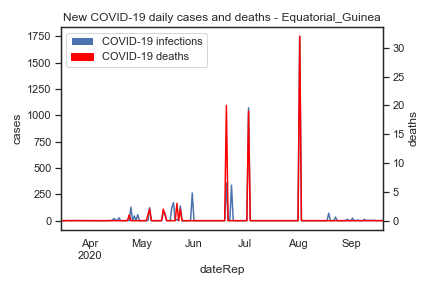 New COVID-19 daily cases and deaths - Equatorial_Guinea
COVID-19 infections
COVID-19 deaths
1750
1500
1250
1000
750
500
250
0
cases
30
25
20
15
10
5
0
deaths
Apr
2020
May
Jun
Jul
Aug
Sep
dateRep